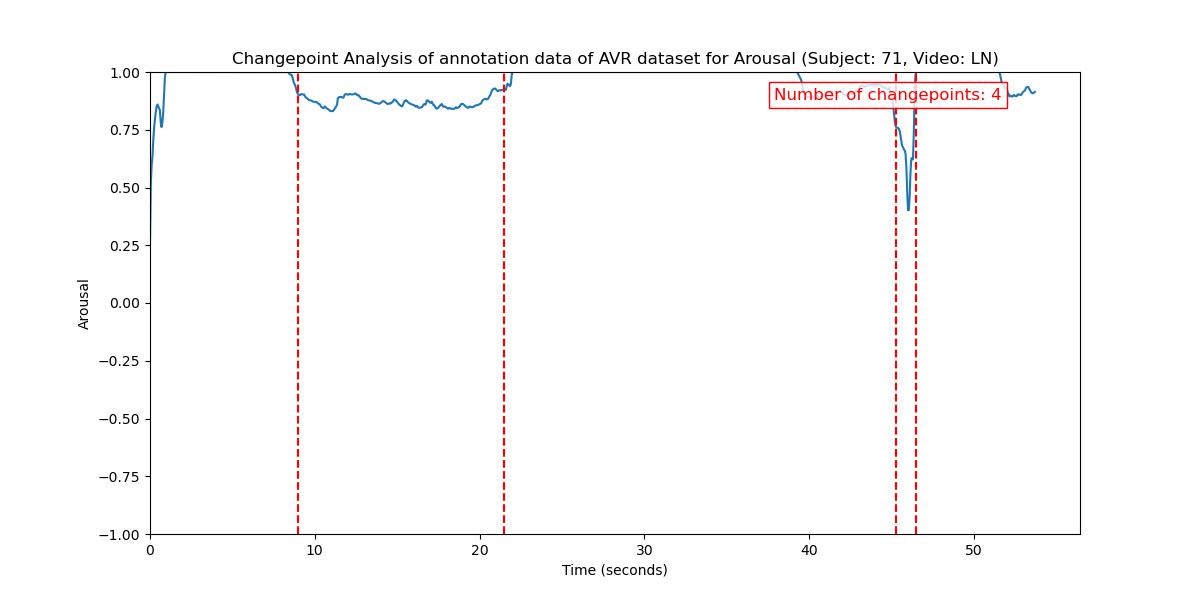 Changepoint Analysis of annotation data of AVR dataset for Arousal (Subject: 71, Video: LN)
Number of changepoints: 4
Arousal
1.00
0.75
0.50
0.25
0.00
−0.25
−0.50
−0.75
−1.00
0 10 20 30 40 50
Time (seconds)